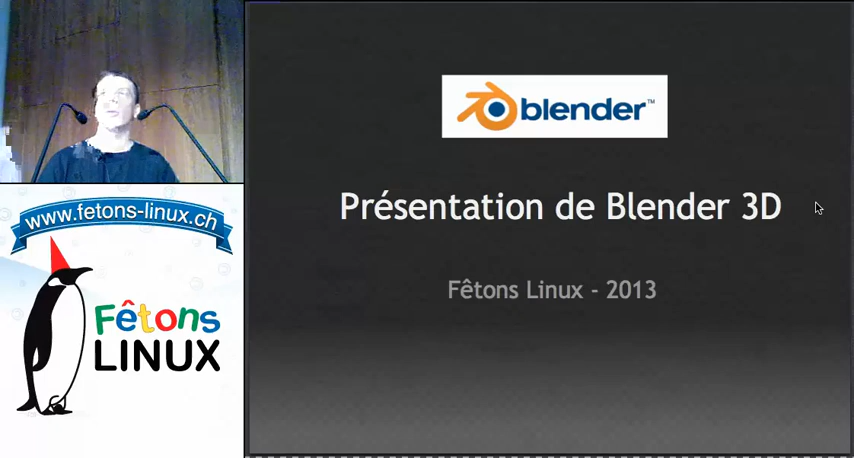 www.fetons-linux.ch
Fêtons
LINUX
blender™
Présentation de Blender 3D
Fêtons Linux - 2013